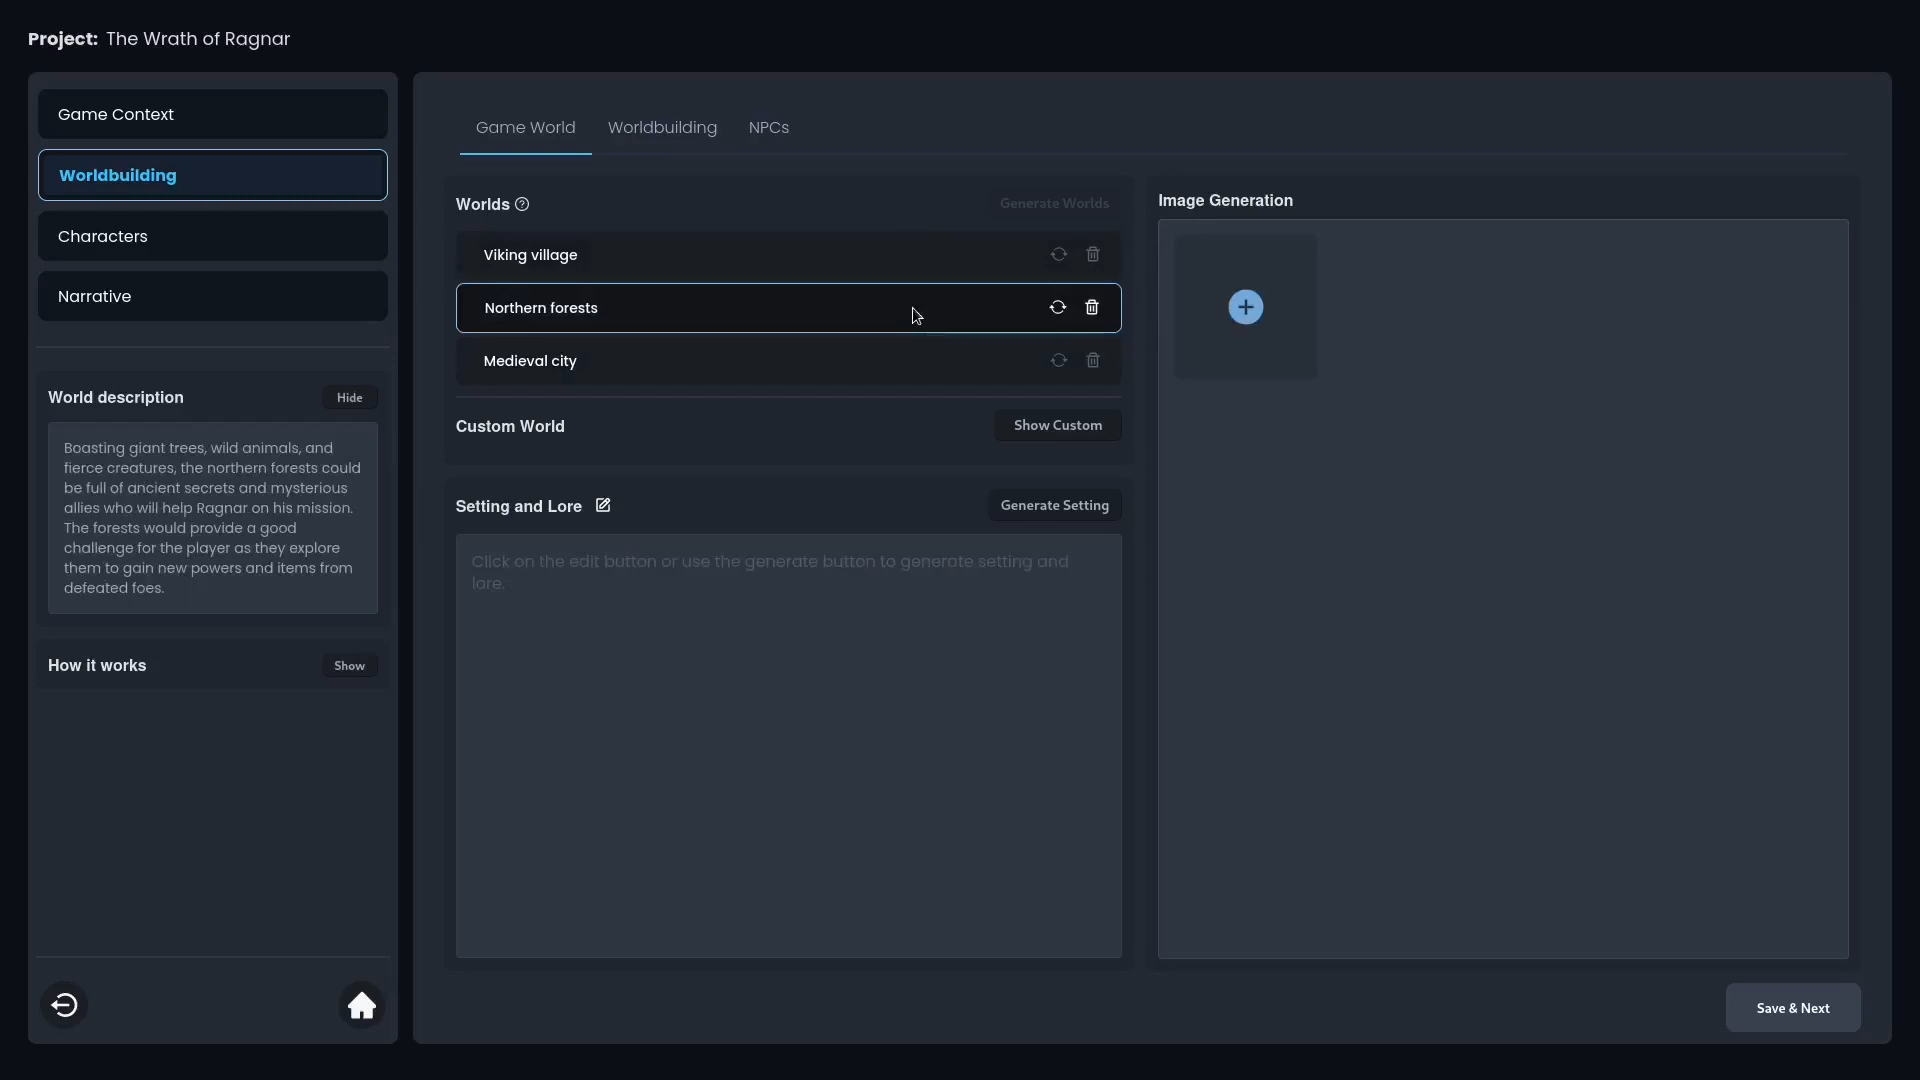 Project: The Wrath of Ragnar
Game Context
Worldbuilding
Characters
Narrative
World description
Hide
Boasting giant trees, wild animals, and
fierce creatures, the northern forests could
be full of ancient secrets and mysterious
allies who will help Ragnar on his mission.
The forests would provide a good
challenge for the player as they explore
them to gain new powers and items from
defeated foes.
How it works
Show
Game World
Worldbuilding
NPCs
Worlds
Generate Worlds
Viking village
Northern forests
Medieval city
Custom World
Show Custom
Setting and Lore
Generate Setting
Click on the edit button or use the generate button to generate setting and
lore.
Image Generation
Save & Next